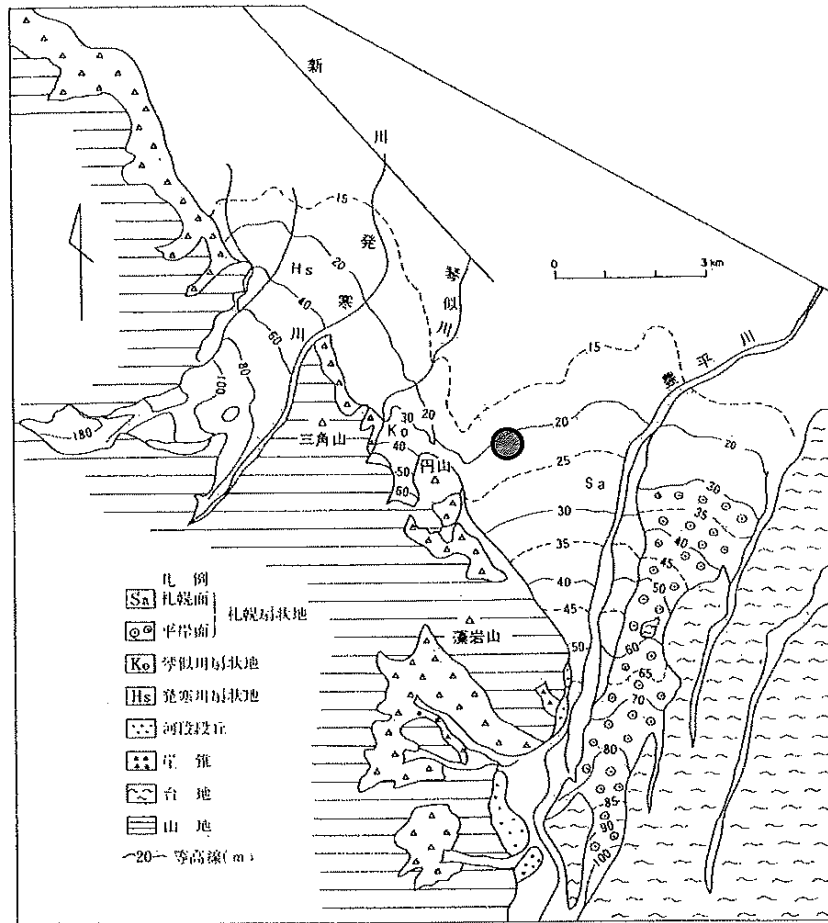 新
川
発
寒
川
琴
似
川
豊
平
川
0 3 km
15
20
40
60
80
100
180
Hs
30
Ko
20
40
50
60
三角山
円山
15
20
20
25
30
35
40
45
50
Sa
30
35
40
45
50
60
65
70
80
85
90
100
藻岩山
凡例
Sa 札幌面
平岸面
札幌扇状地
Ko 琴似川扇状地
Hs 発寒川扇状地
河段段丘
崖錐
台地
山地
20 等高線(m)